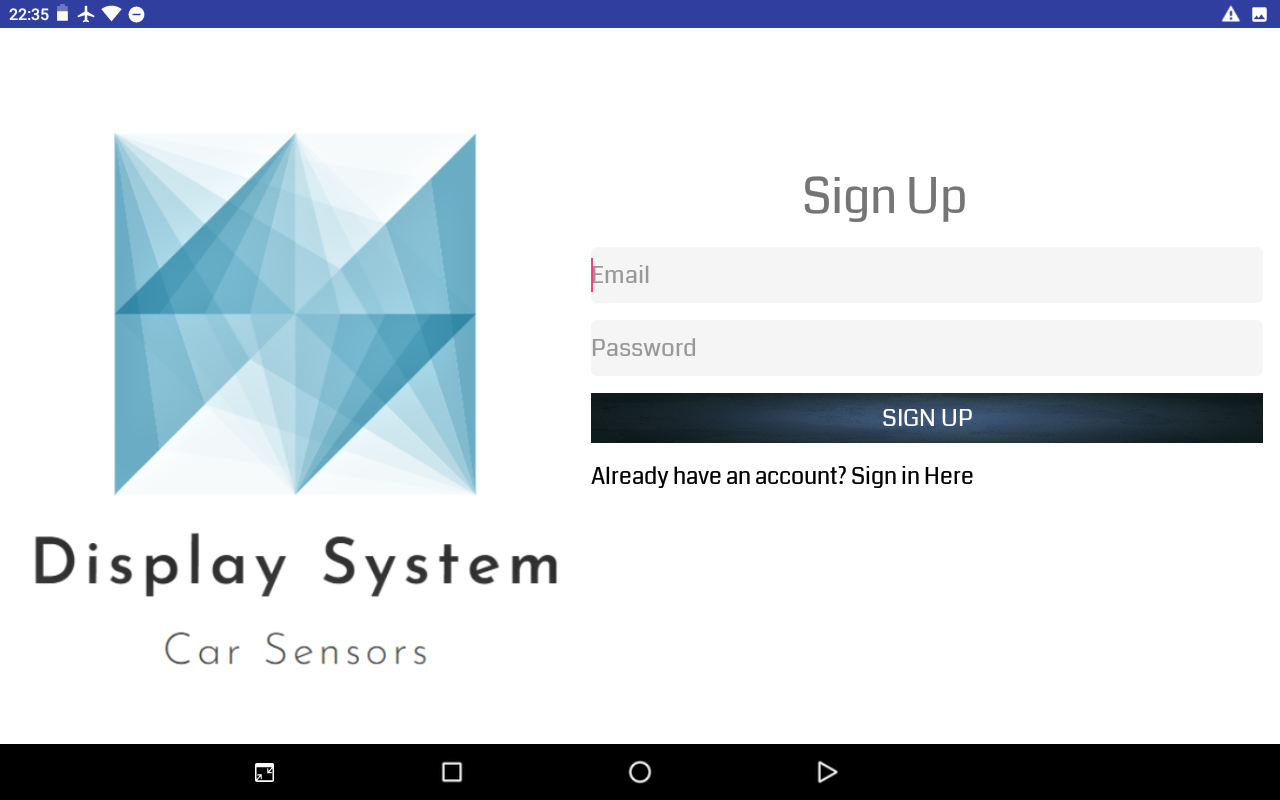 22:35
Display System
Car Sensors
Sign Up
Email
Password
SIGN UP
Already have an account? Sign in Here